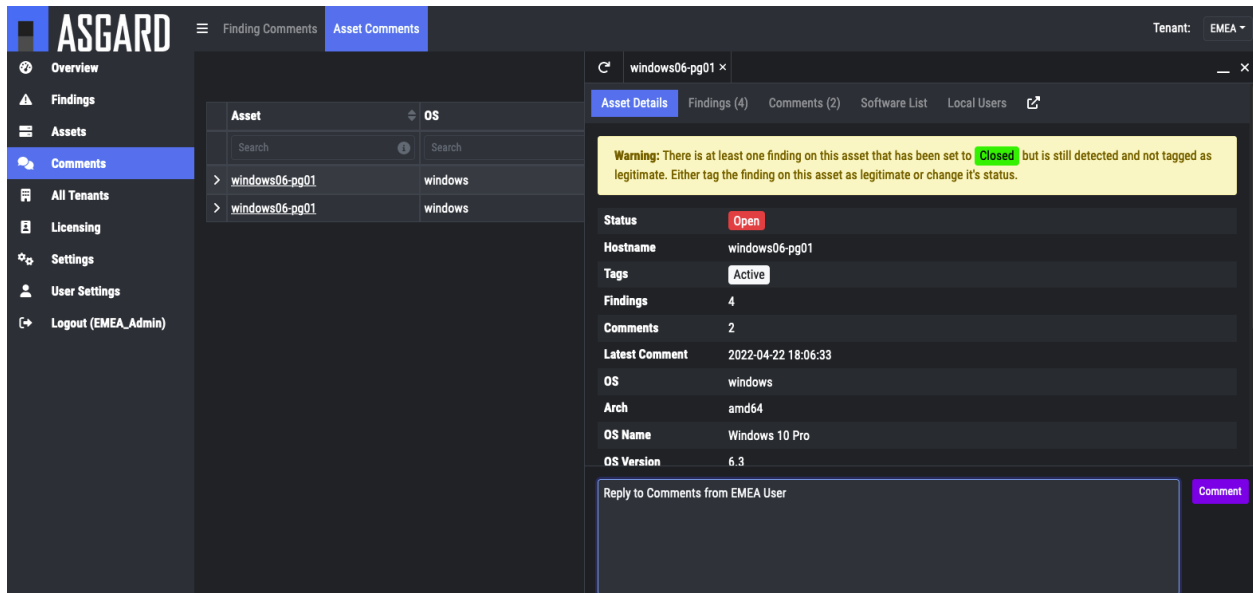 ASGARD
Finding Comments
Asset Comments
Tenant:
EMEA
Overview
Findings
Assets
Comments
All Tenants
Licensing
Settings
User Settings
Logout (EMEA_Admin)
Asset OS
Search Search
windows06-pg01 windows
windows06-pg01 windows
windows06-pg01 ×
Asset Details Findings (4) Comments (2) Software List Local Users
Warning: There is at least one finding on this asset that has been set to Closed but is still detected and not tagged as
legitimate. Either tag the finding on this asset as legitimate or change it's status.
Status Open
Hostname windows06-pg01
Tags Active
Findings 4
Comments 2
Latest Comment 2022-04-22 18:06:33
OS windows
Arch amd64
OS Name Windows 10 Pro
OS Version 6.3
Reply to Comments from EMEA User
Comment